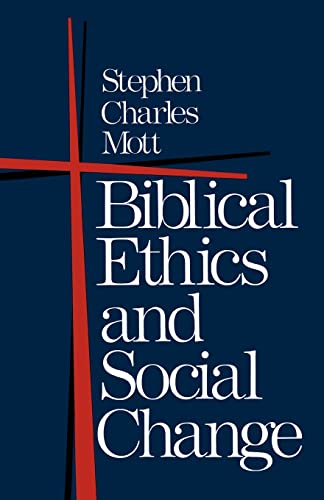 Stephen
Charles
Mott
Biblical
Ethics
and
Social
Change